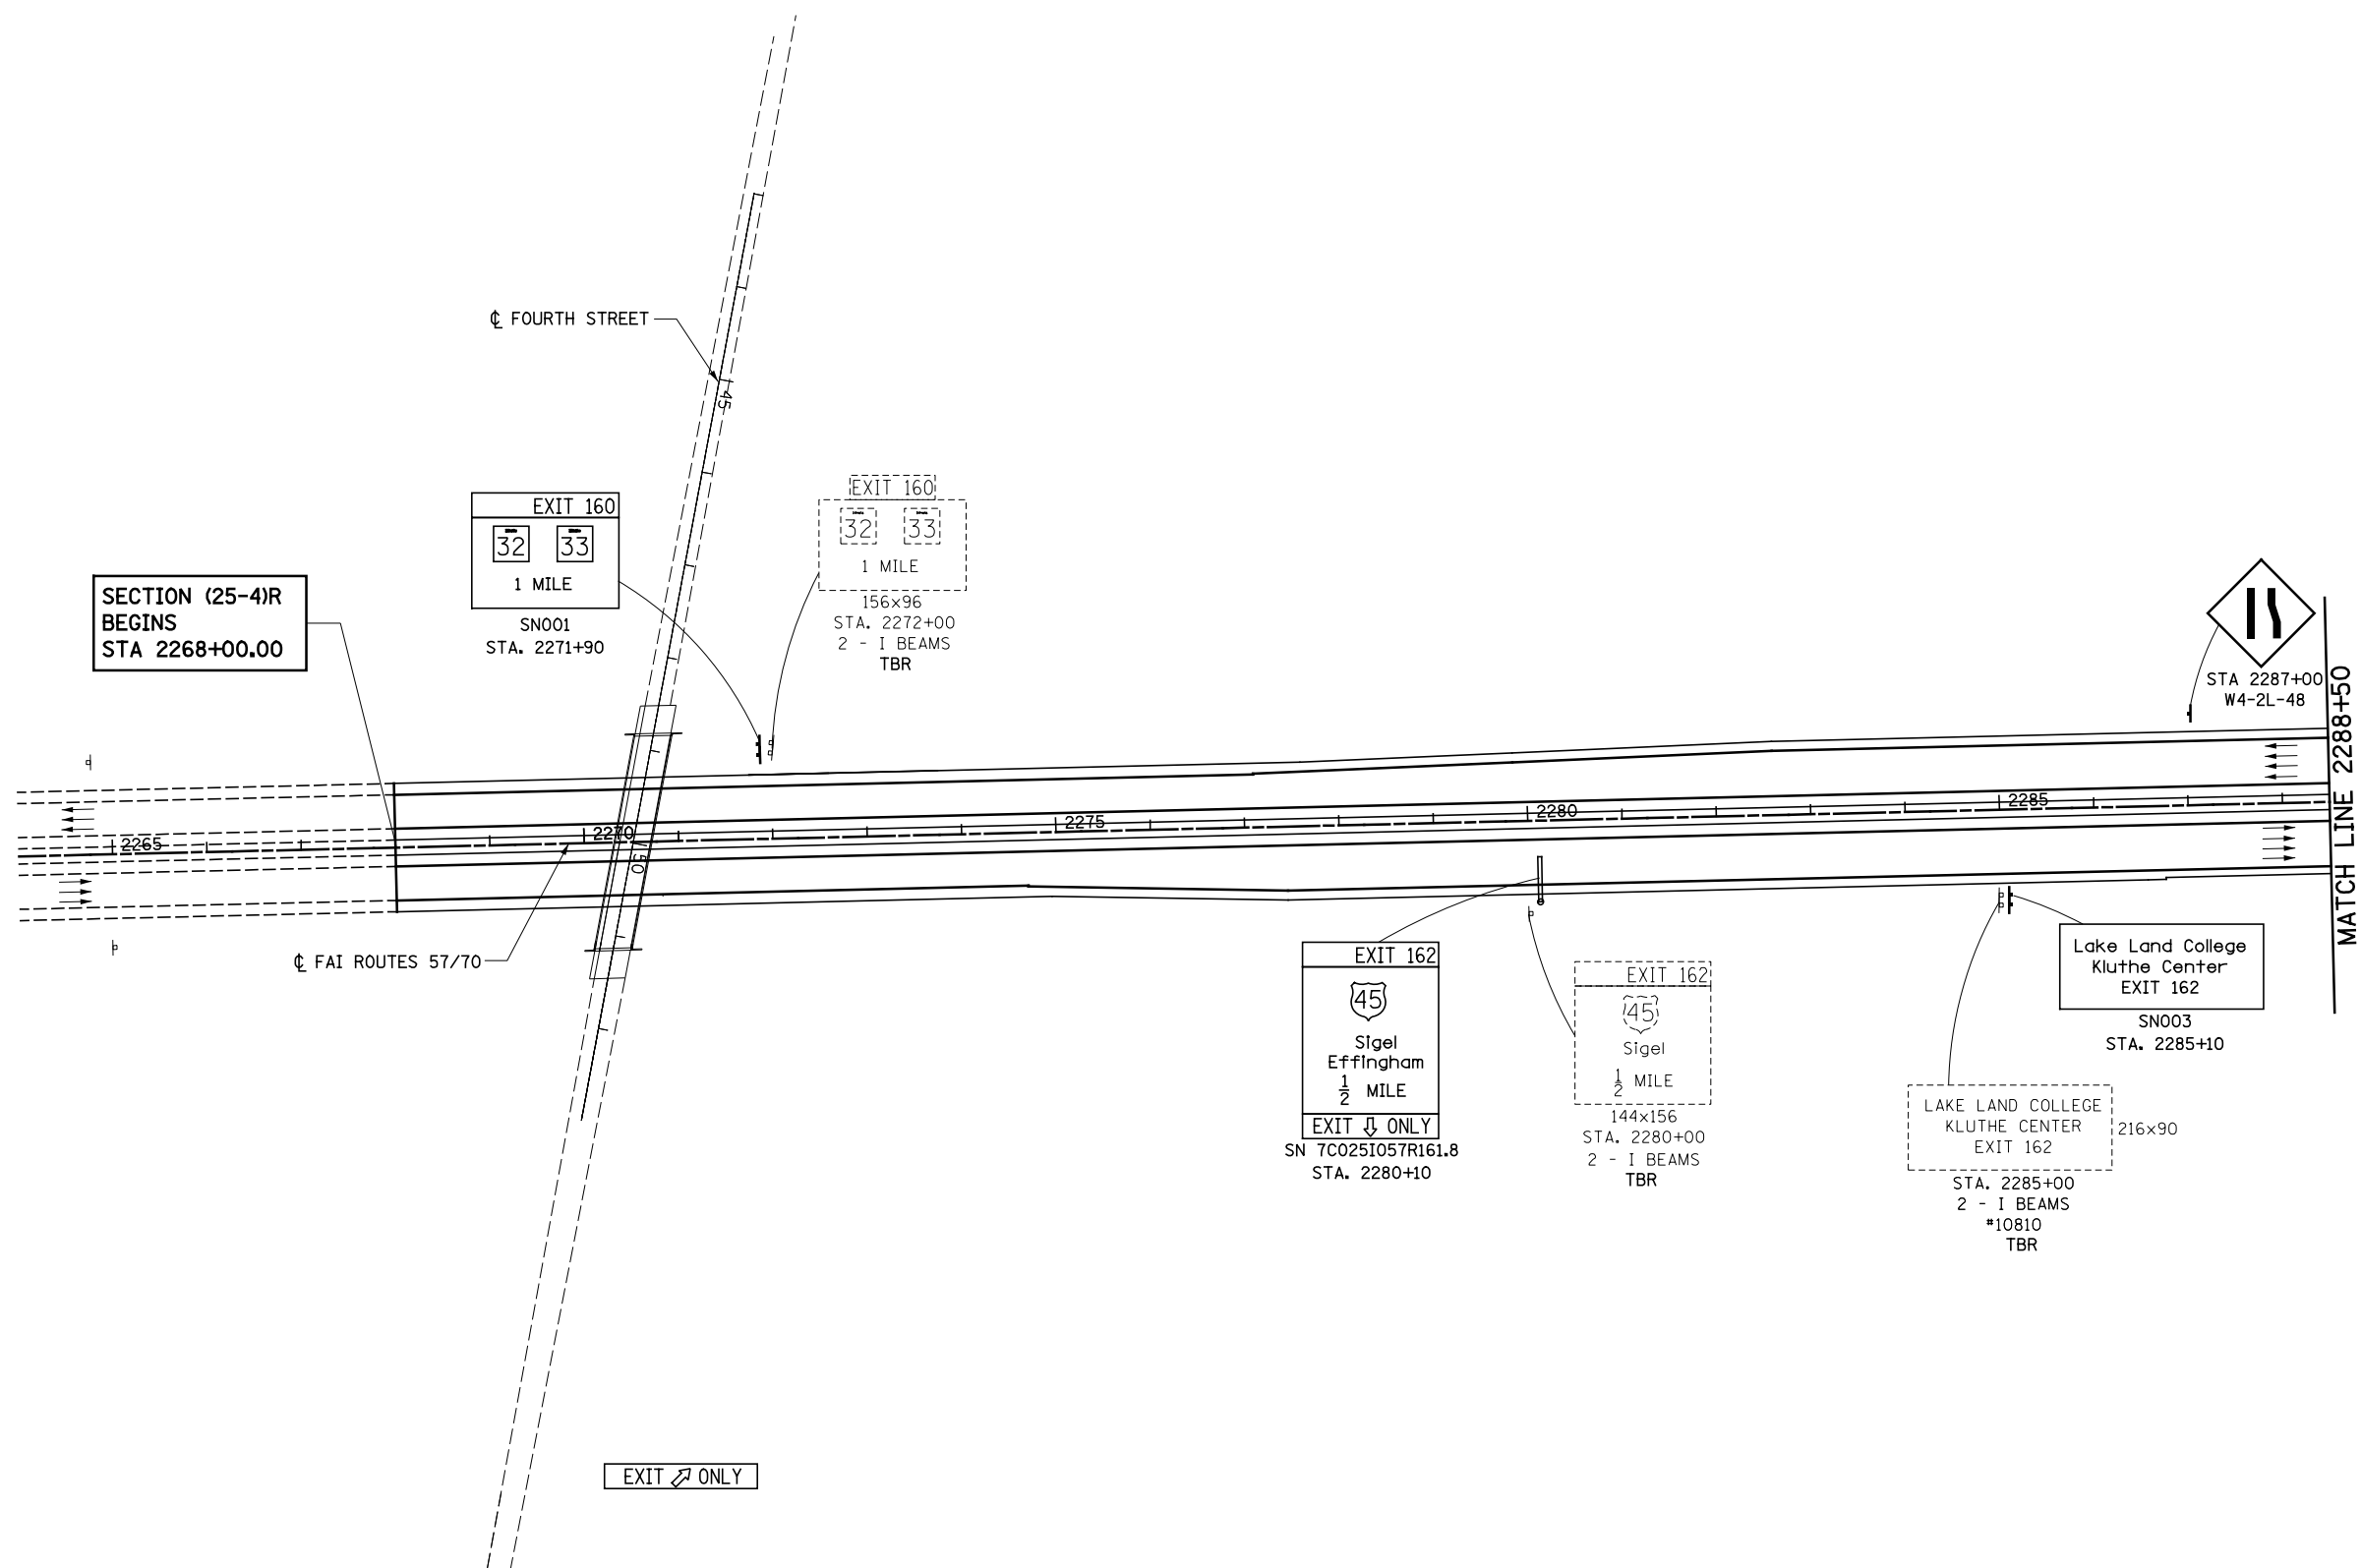 ℄ FOURTH STREET
45
EXIT 160
32 33
1 MILE
SN001
STA. 2271+90
EXIT 160
32 33
1 MILE
156x96
STA. 2272+00
2 - I BEAMS
TBR
SECTION (25-4)R
BEGINS
STA 2268+00.00
STA 2287+00
W4-2L-48
MATCH LINE 2288+50
2265
2270
2275
2280
2285
50
℄ FAI ROUTES 57/70
EXIT 162
45
Sigel
Effingham
1/2 MILE
EXIT ⇩ ONLY
SN 7C025I057R161.8
STA. 2280+10
EXIT 162
45
Sigel
1/2 MILE
144x156
STA. 2280+00
2 - I BEAMS
TBR
Lake Land College
Kluthe Center
EXIT 162
SN003
STA. 2285+10
LAKE LAND COLLEGE
KLUTHE CENTER
EXIT 162
216x90
STA. 2285+00
2 - I BEAMS
#10810
TBR
EXIT ⬀ ONLY